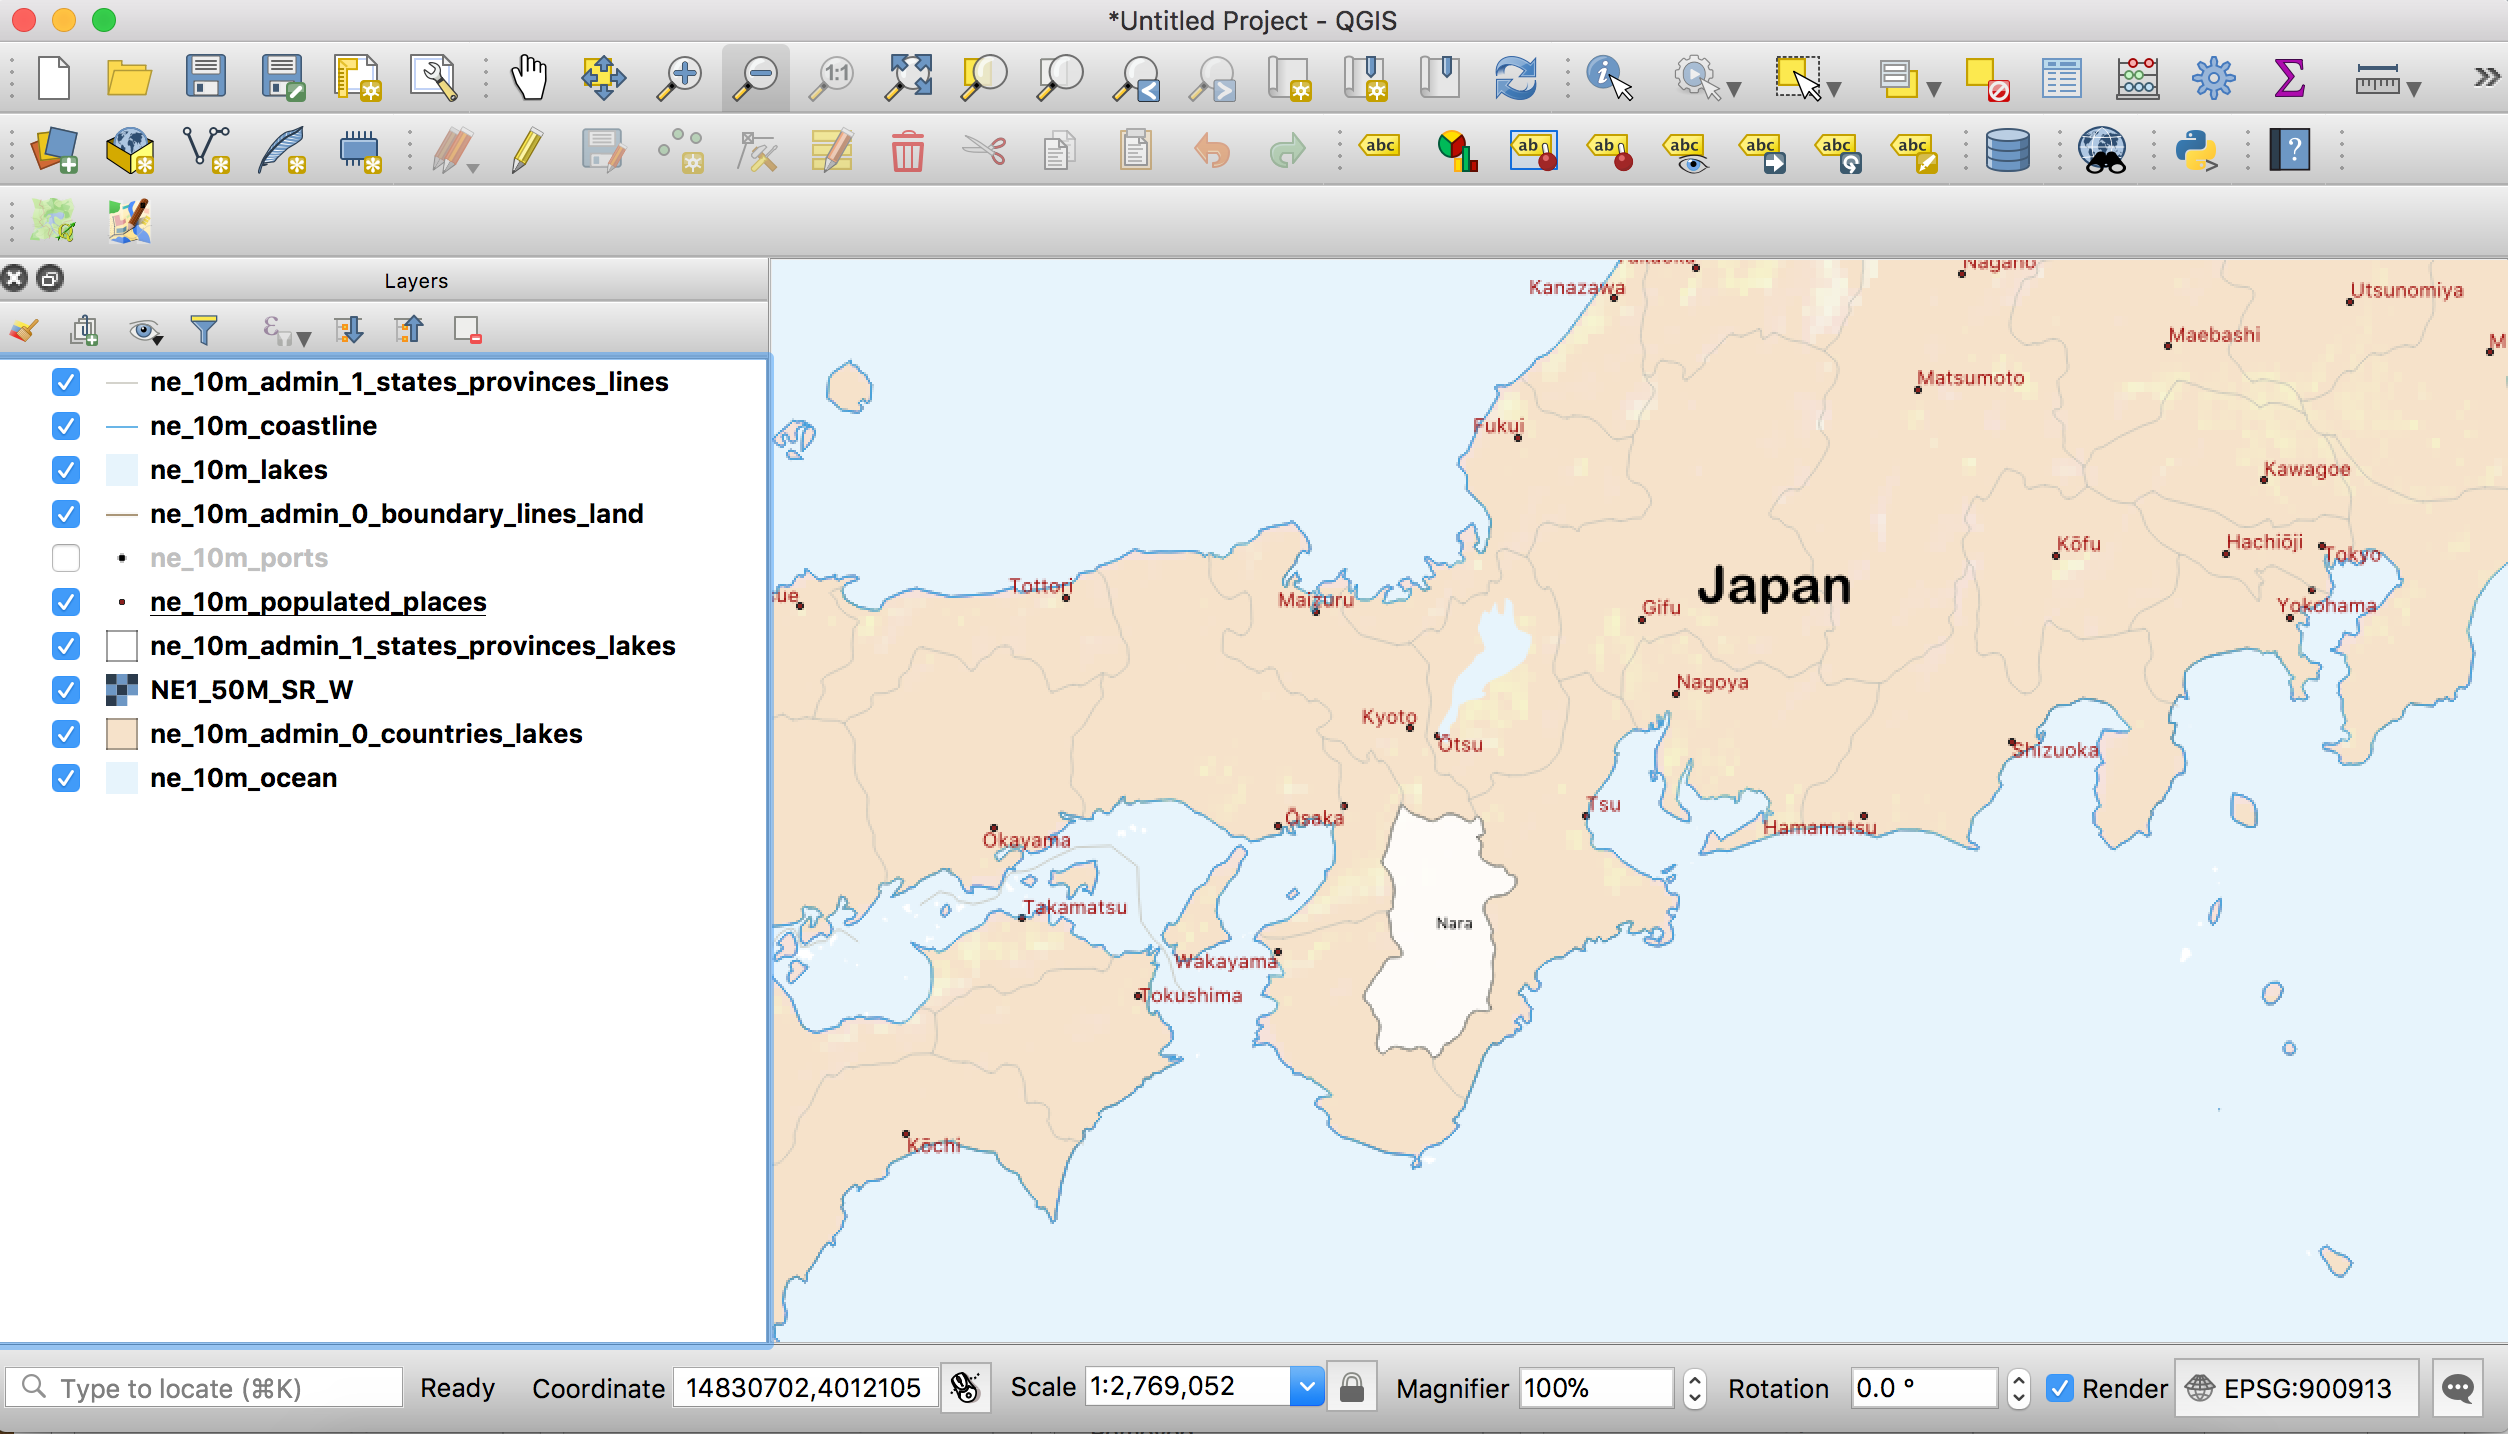 *Untitled Project - QGIS
1:1
abc
ab
ab
abc
abc
abc
abc
?
Layers
ne_10m_admin_1_states_provinces_lines
ne_10m_coastline
ne_10m_lakes
ne_10m_admin_0_boundary_lines_land
ne_10m_ports
ne_10m_populated_places
ne_10m_admin_1_states_provinces_lakes
NE1_50M_SR_W
ne_10m_admin_0_countries_lakes
ne_10m_ocean
Nagano
Kanazawa
Utsunomiya
Maebashi
M
Matsumoto
Fukui
Kawagoe
Kōfu
Hachiōji
Tokyo
Japan
Tottori
ue
Maizuru
Gifu
Yokohama
Nagoya
Kyoto
Ōtsu
Shizuoka
Tsu
Ōsaka
Hamamatsu
Okayama
Takamatsu
Nara
Wakayama
Tokushima
Kōchi
Type to locate (⌘K)
Ready
Coordinate
14830702,4012105
Scale
1:2,769,052
Magnifier
100%
Rotation
0.0 °
Render
EPSG:900913